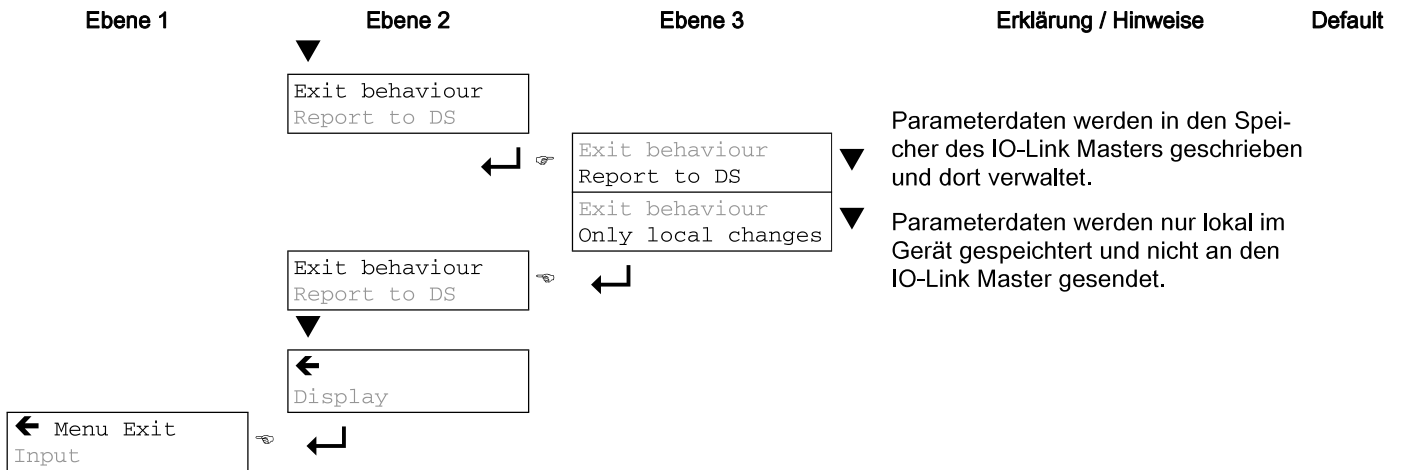 Ebene 1 Ebene 2 Ebene 3 Erklärung / Hinweise Default
Exit behaviour
Report to DS
Exit behaviour
Report to DS
Parameterdaten werden in den Spei-
cher des IO-Link Masters geschrieben
und dort verwaltet.
Exit behaviour
Only local changes
Parameterdaten werden nur lokal im
Gerät gespeichtert und nicht an den
IO-Link Master gesendet.
Exit behaviour
Report to DS
Display
Menu Exit
Input